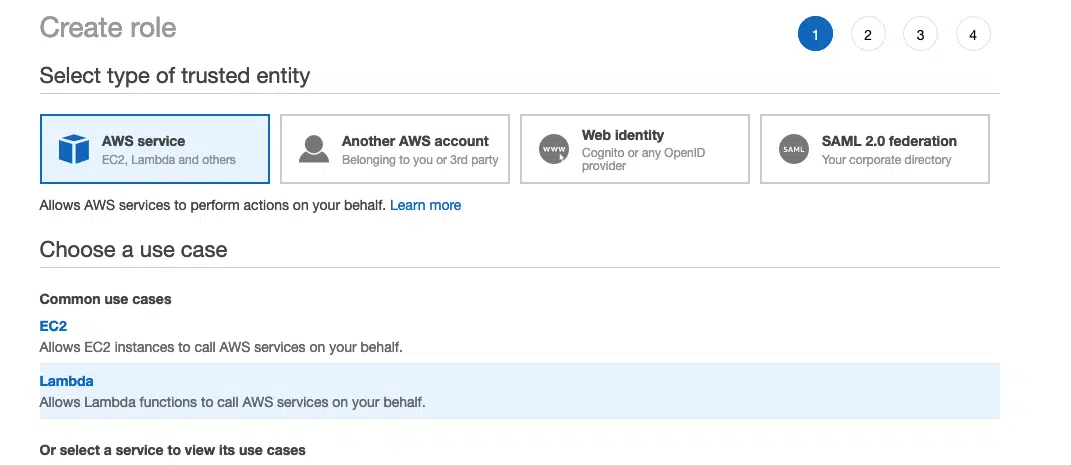 Create role
1 2 3 4
Select type of trusted entity
AWS service
EC2, Lambda and others
Another AWS account
Belonging to you or 3rd party
www
Web identity
Cognito or any OpenID
provider
SAML
SAML 2.0 federation
Your corporate directory
Allows AWS services to perform actions on your behalf. Learn more
Choose a use case
Common use cases
EC2
Allows EC2 instances to call AWS services on your behalf.
Lambda
Allows Lambda functions to call AWS services on your behalf.
Or select a service to view its use cases